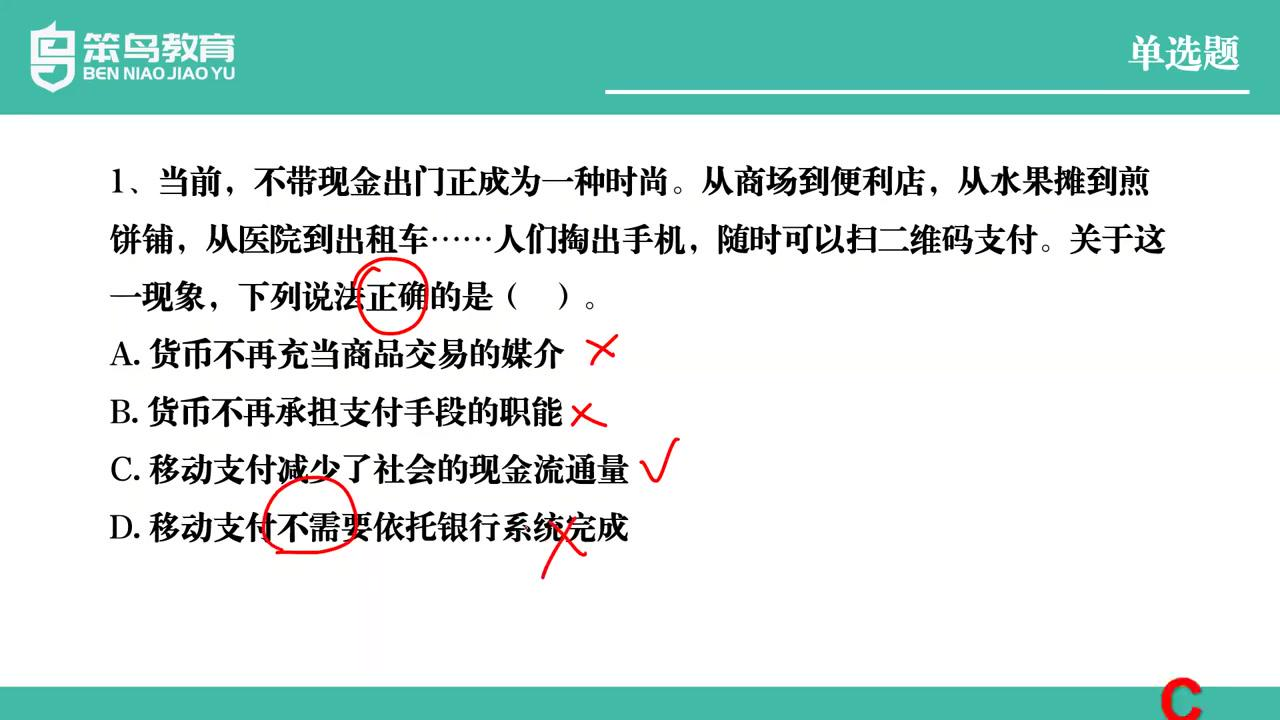 笨鸟教育
BEN NIAO JIAO YU
单选题
1、当前，不带现金出门正成为一种时尚。从商场到便利店，从水果摊到煎
饼铺，从医院到出租车……人们掏出手机，随时可以扫二维码支付。关于这
一现象，下列说法正确的是（　）。
A. 货币不再充当商品交易的媒介
B. 货币不再承担支付手段的职能
C. 移动支付减少了社会的现金流通量
D. 移动支付不需要依托银行系统完成
C